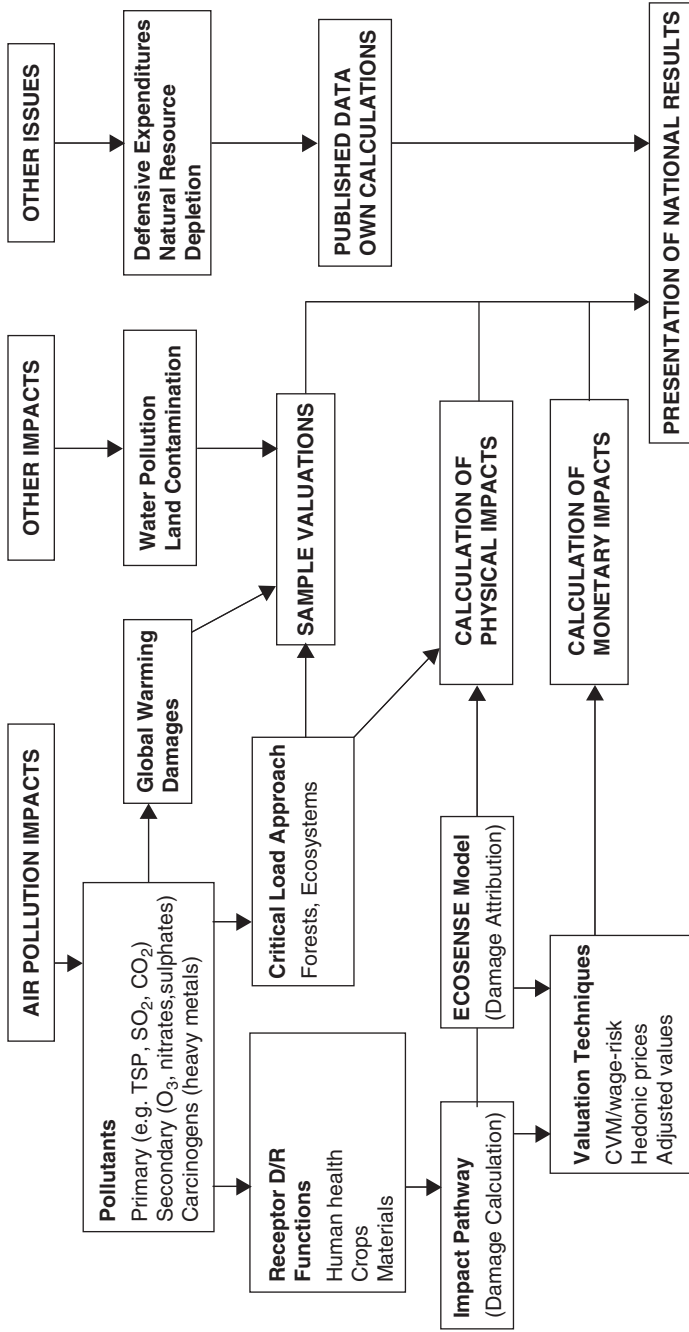 AIR POLLUTION IMPACTS
OTHER IMPACTS
OTHER ISSUES
Pollutants
Primary (e.g. TSP, SO₂, CO₂)
Secondary (O₃, nitrates,sulphates)
Carcinogens (heavy metals)
Global Warming
Damages
Water Pollution
Land Contamination
Defensive Expenditures
Natural Resource
Depletion
Receptor D/R
Functions
Human health
Crops
Materials
Critical Load Approach
Forests, Ecosystems
SAMPLE VALUATIONS
PUBLISHED DATA
OWN CALCULATIONS
Impact Pathway
(Damage Calculation)
ECOSENSE Model
(Damage Attribution)
CALCULATION OF
PHYSICAL IMPACTS
Valuation Techniques
CVM/wage-risk
Hedonic prices
Adjusted values
CALCULATION OF
MONETARY IMPACTS
PRESENTATION OF NATIONAL RESULTS